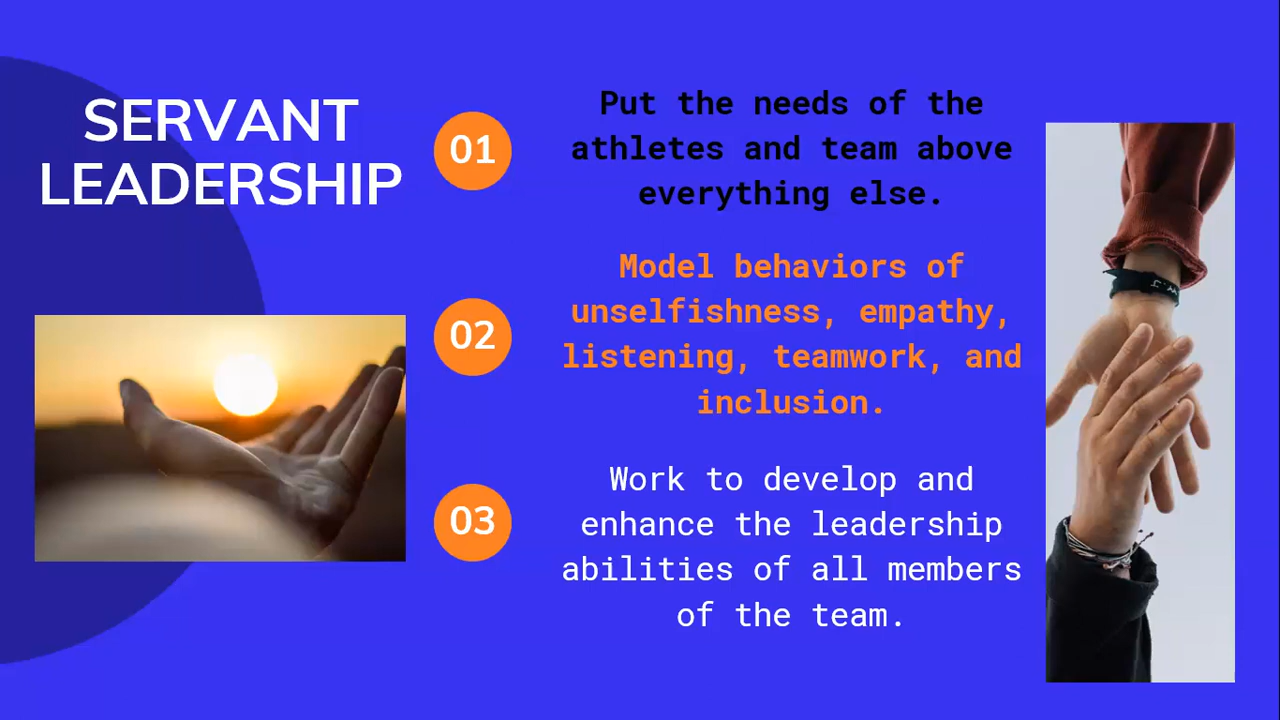 SERVANT
LEADERSHIP
01
Put the needs of the
athletes and team above
everything else.
02
Model behaviors of
unselfishness, empathy,
listening, teamwork, and
inclusion.
03
Work to develop and
enhance the leadership
abilities of all members
of the team.